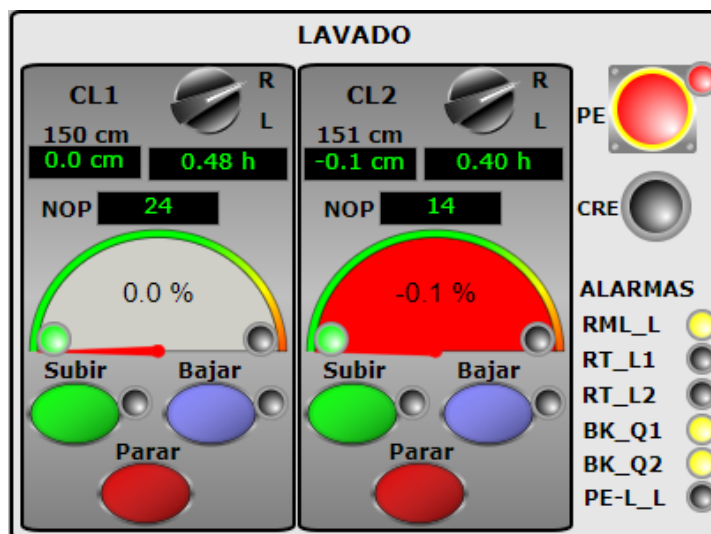 LAVADO
CL1
R
L
150 cm
0.0 cm
0.48 h
NOP 24
0.0 %
Subir
Bajar
Parar
CL2
R
L
151 cm
-0.1 cm
0.40 h
NOP 14
-0.1 %
Subir
Bajar
Parar
PE
CRE
ALARMAS
RML_L
RT_L1
RT_L2
BK_Q1
BK_Q2
PE-L_L